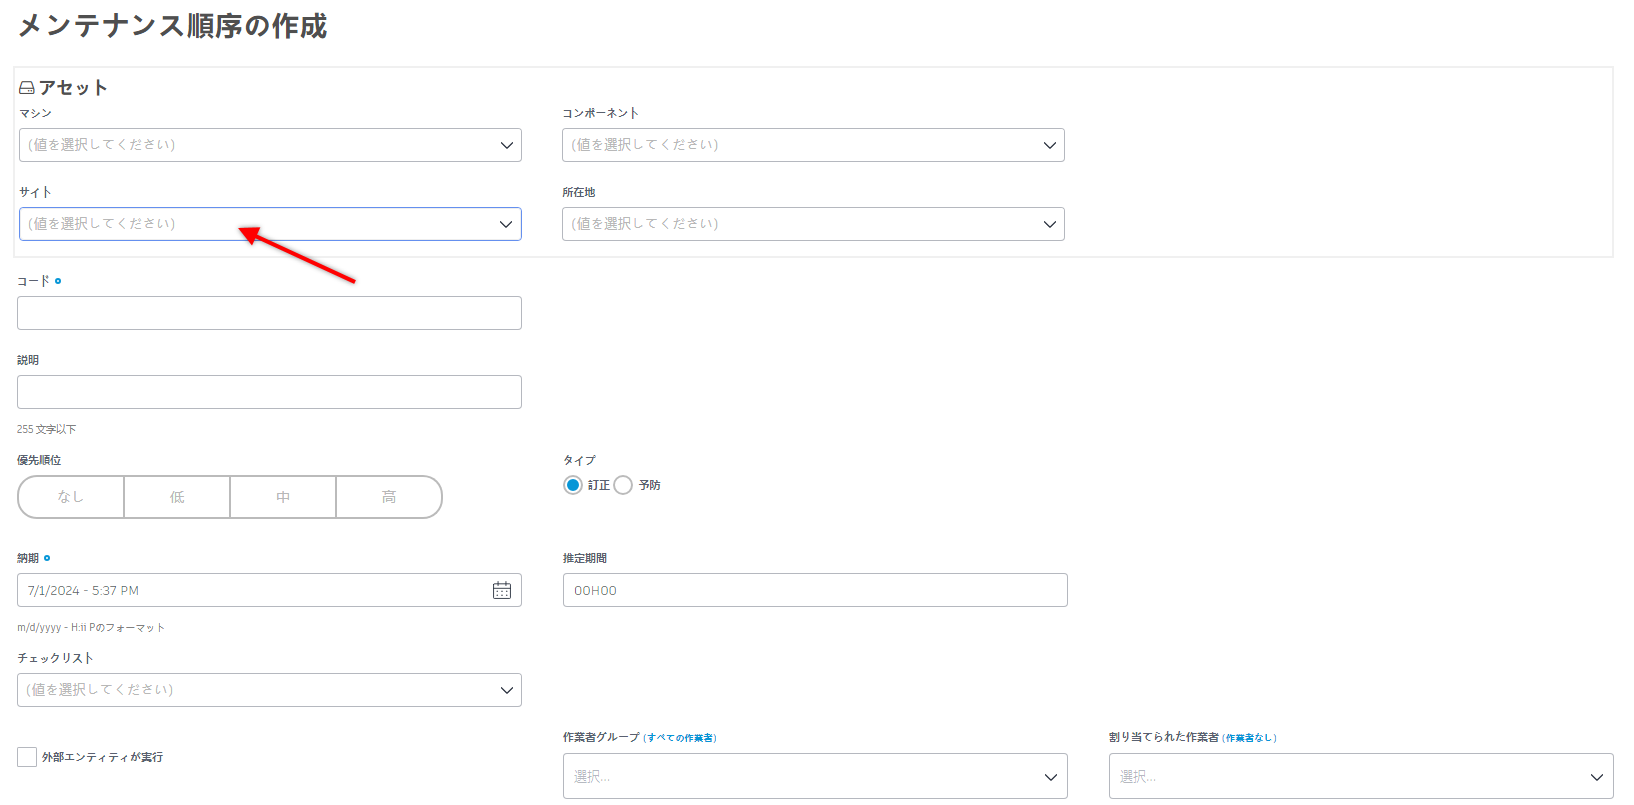 メンテナンス順序の作成
アセット
マシン
コンポーネント
(値を選択してください)
(値を選択してください)
サイト
所在地
(値を選択してください)
(値を選択してください)
コード
説明
255 文字以下
優先順位
タイプ
なし 低 中 高
訂正 予防
納期
推定期間
7/1/2024 - 5:37 PM
00H00
m/d/yyyy - H:ii Pのフォーマット
チェックリスト
(値を選択してください)
作業者グループ (すべての作業者)
割り当てられた作業者 (作業者なし)
外部エンティティが実行
選択...
選択...